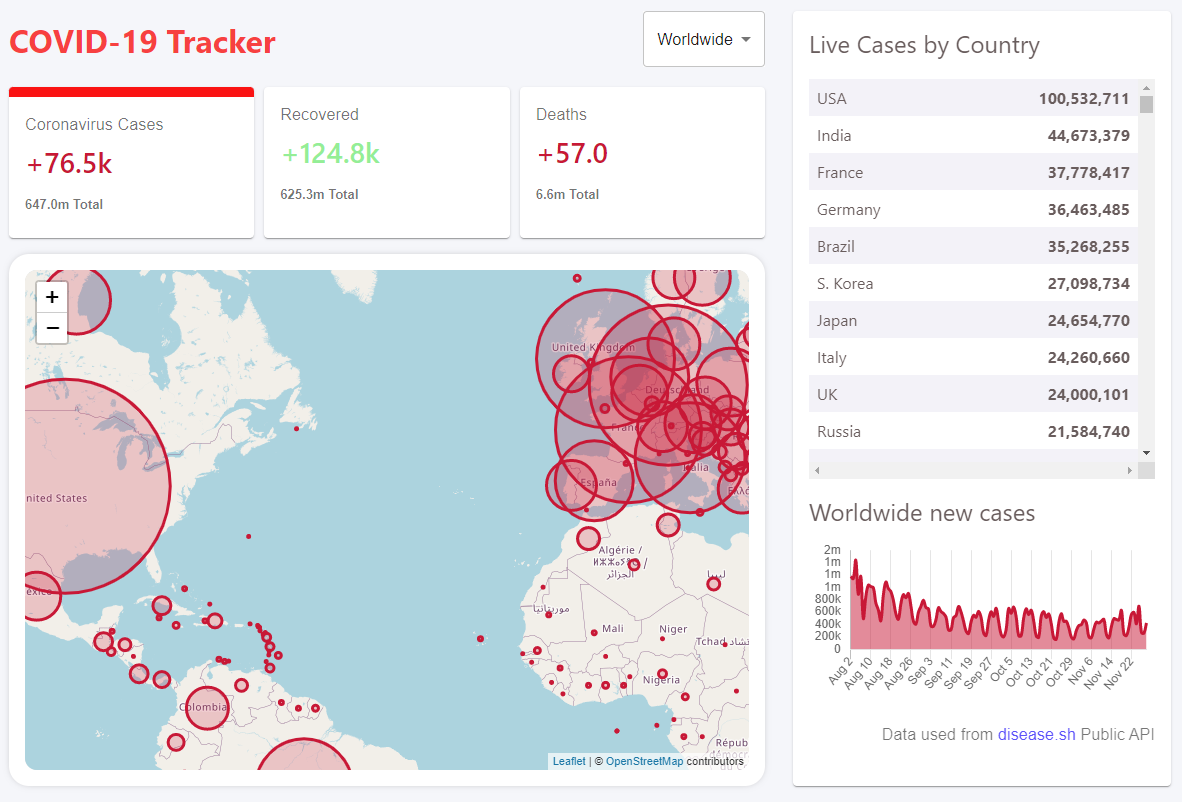 COVID-19 Tracker
Worldwide
Coronavirus Cases
+76.5k
647.0m Total
Recovered
+124.8k
625.3m Total
Deaths
+57.0
6.6m Total
+
−
United Kingdom
Deutschland
France
Italia
España
nited States
Algérie /
ⵍⵣⵣⴰⵢⴻⵔ /
الجزائر
ليبيا
موريتانيا
Mali
Niger
Tchad تشاد
Nigeria
Colombia
Répub
Leaflet | © OpenStreetMap contributors
Live Cases by Country
USA 100,532,711
India 44,673,379
France 37,778,417
Germany 36,463,485
Brazil 35,268,255
S. Korea 27,098,734
Japan 24,654,770
Italy 24,260,660
UK 24,000,101
Russia 21,584,740
Worldwide new cases
2m
1m
1m
800k
600k
400k
200k
0
Aug 2
Aug 10
Aug 18
Aug 26
Sep 3
Sep 11
Sep 19
Sep 27
Oct 5
Oct 13
Oct 21
Oct 29
Nov 6
Nov 14
Nov 22
Data used from disease.sh Public API